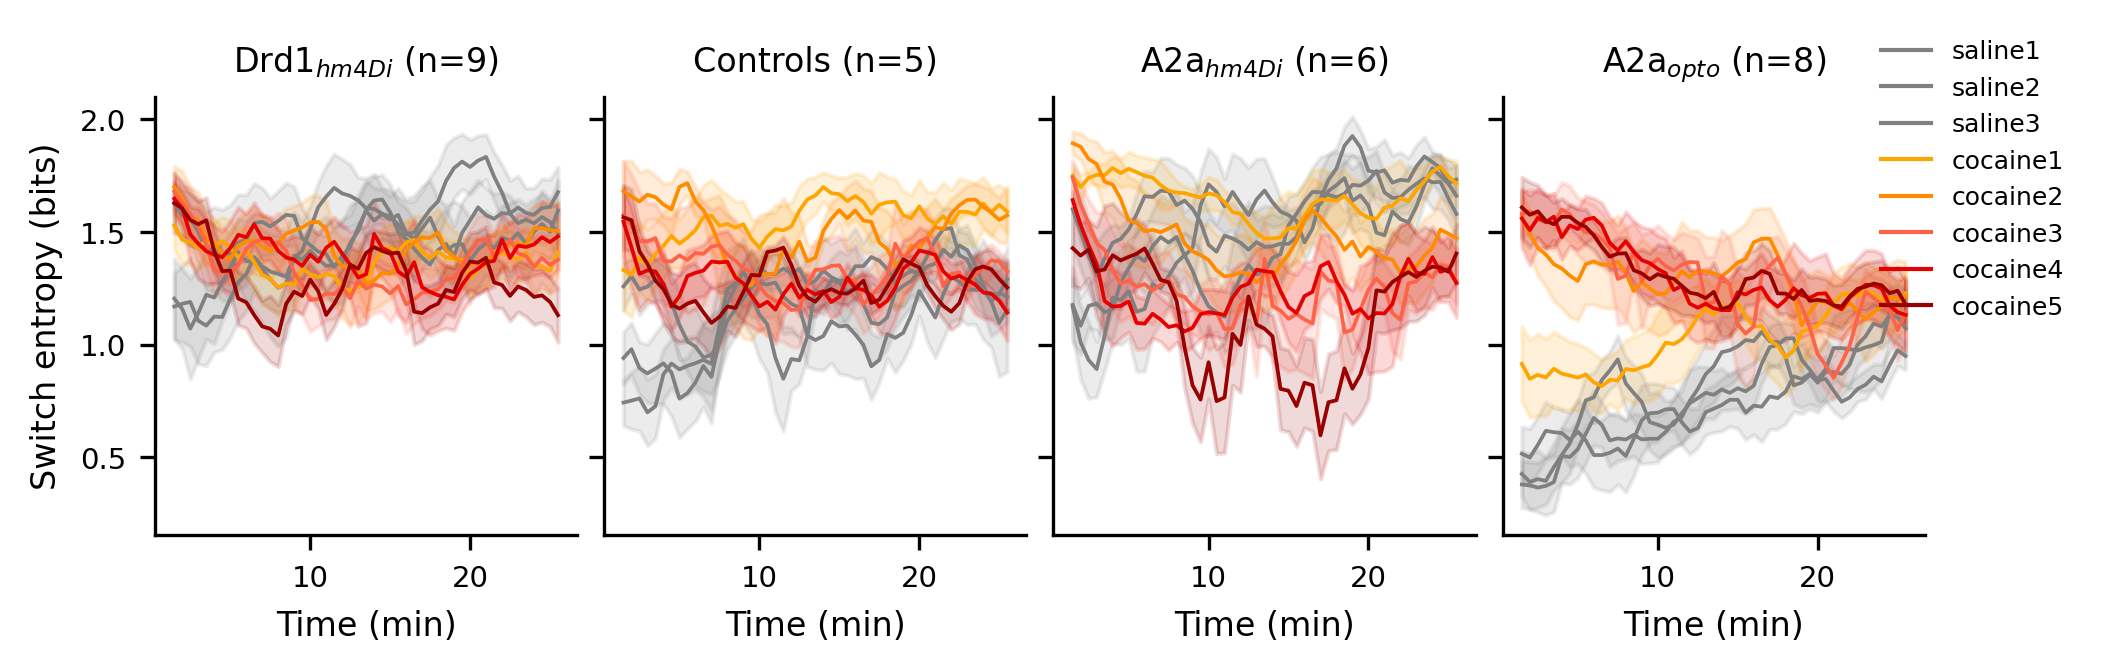 Drd1hm4Di (n=9)
Controls (n=5)
A2ahm4Di (n=6)
A2aopto (n=8)
saline1
saline2
saline3
cocaine1
cocaine2
cocaine3
cocaine4
cocaine5
Switch entropy (bits)
2.0
1.5
1.0
0.5
10 20
10 20
10 20
10 20
Time (min)
Time (min)
Time (min)
Time (min)